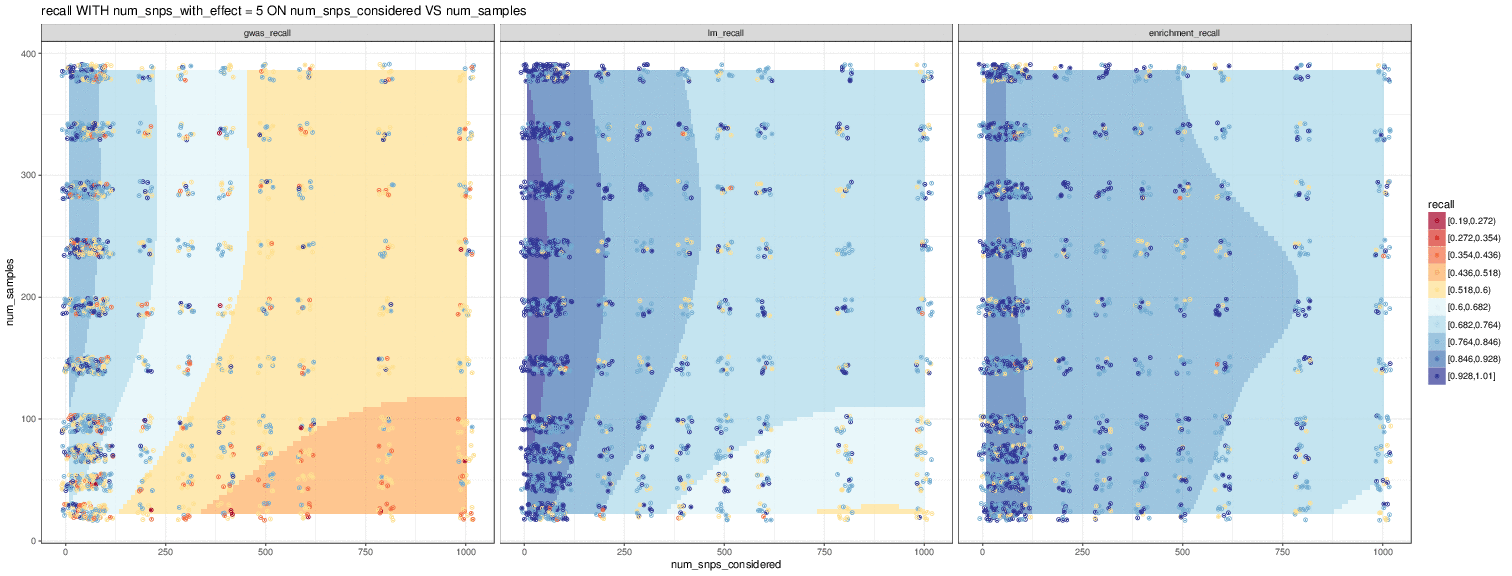 recall WITH num_snps_with_effect = 5 ON num_snps_considered VS num_samples
gwas_recall
lm_recall
enrichment_recall
400
300
200
100
0
num_samples
0 250 500 750 1000
0 250 500 750 1000
0 250 500 750 1000
num_snps_considered
recall
[0.19,0.272)
[0.272,0.354)
[0.354,0.436)
[0.436,0.518)
[0.518,0.6)
[0.6,0.682)
[0.682,0.764)
[0.764,0.846)
[0.846,0.928)
[0.928,1.01]